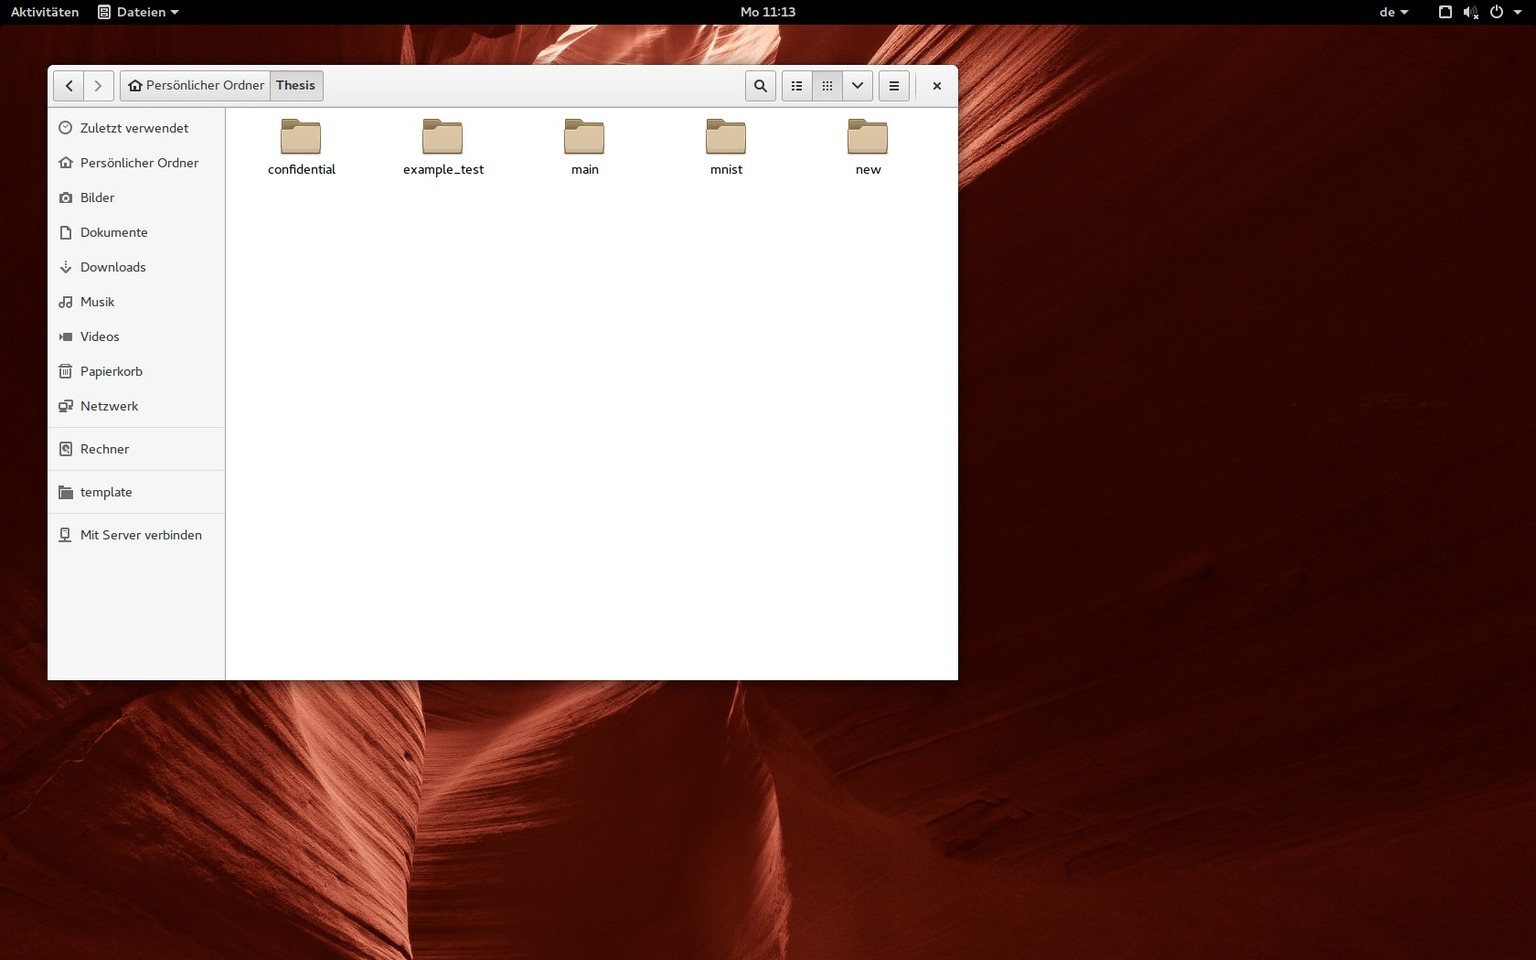 Aktivitäten Dateien Mo 11:13 de
Persönlicher Ordner Thesis
Zuletzt verwendet
Persönlicher Ordner
Bilder
Dokumente
Downloads
Musik
Videos
Papierkorb
Netzwerk
Rechner
template
Mit Server verbinden
confidential example_test main mnist new